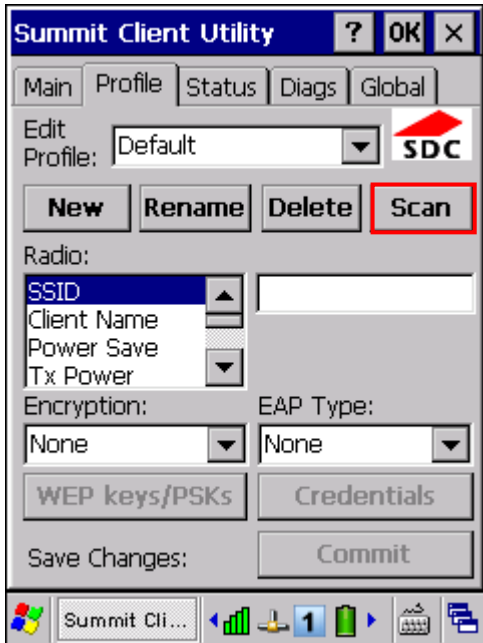 Summit Client Utility ? OK ×
Main Profile Status Diags Global
Edit
Profile: Default
SDC
New Rename Delete Scan
Radio:
SSID
Client Name
Power Save
Tx Power
Encryption: EAP Type:
None None
WEP keys/PSKs Credentials
Save Changes: Commit
Summit Cli... 1